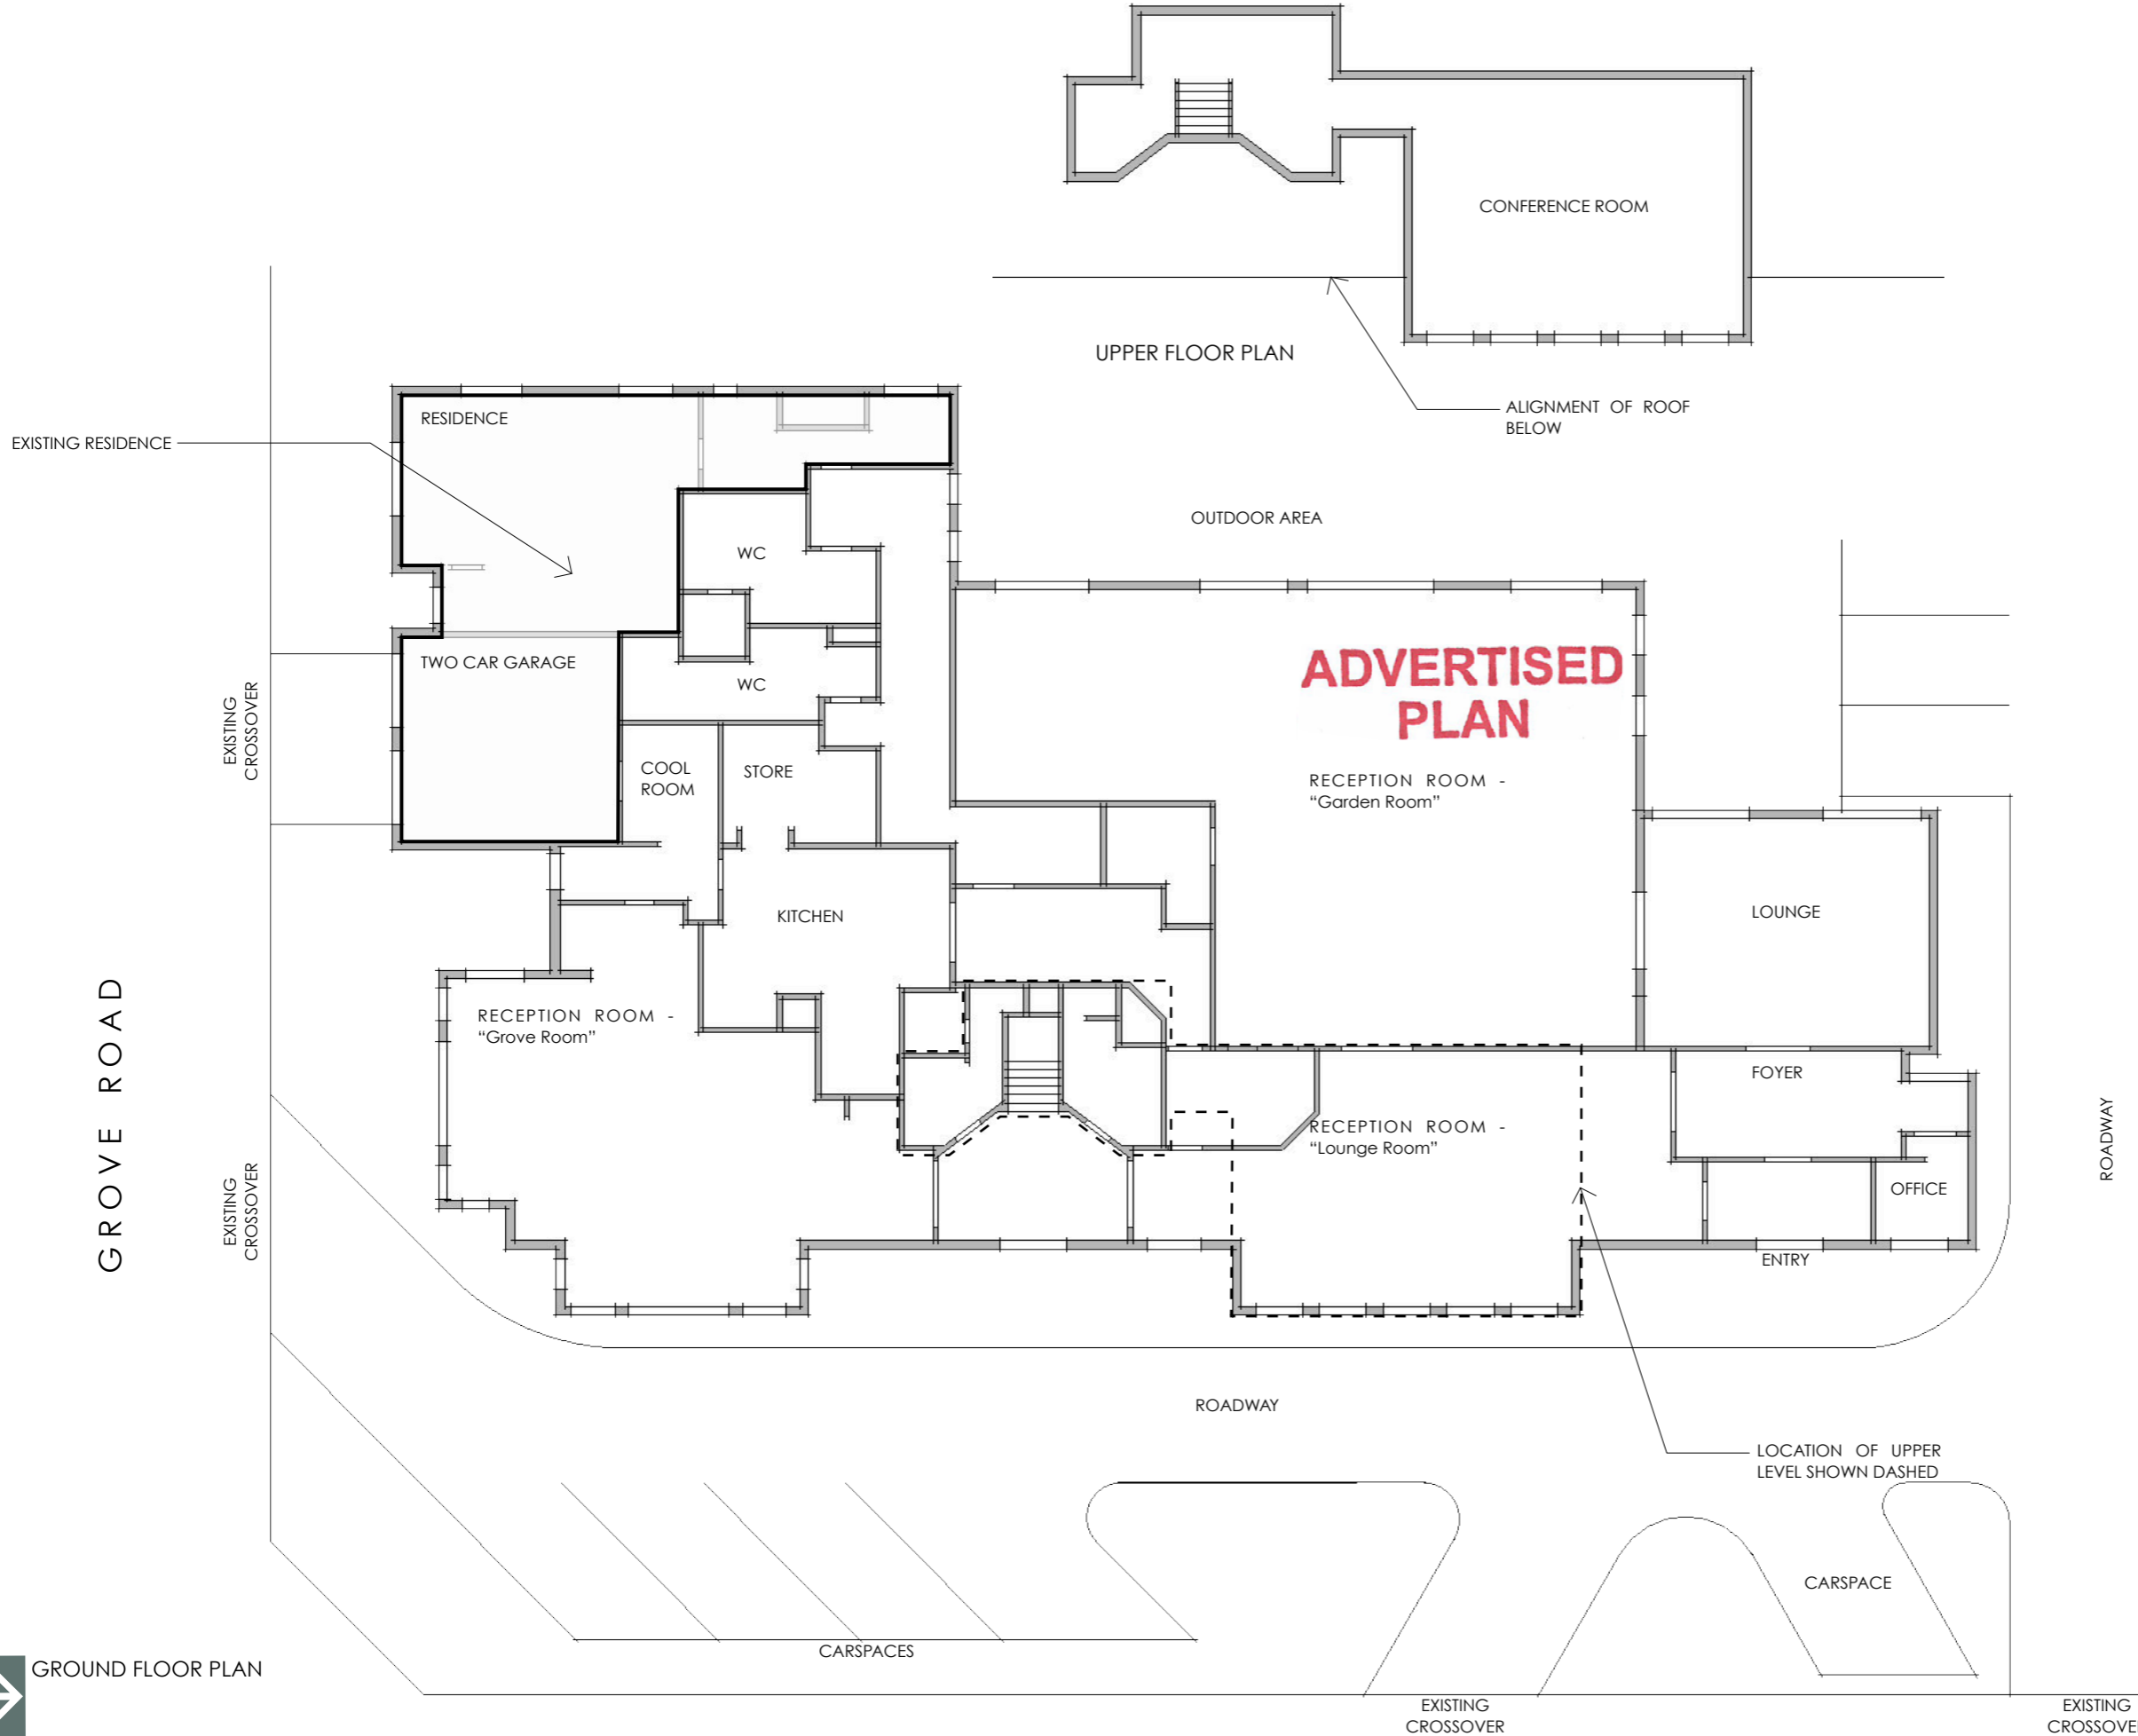 CONFERENCE ROOM
UPPER FLOOR PLAN
ALIGNMENT OF ROOF
BELOW
RESIDENCE
EXISTING RESIDENCE
OUTDOOR AREA
WC
TWO CAR GARAGE
WC
ADVERTISED
PLAN
EXISTING
CROSSOVER
COOL
ROOM
STORE
RECEPTION ROOM -
“Garden Room”
LOUNGE
KITCHEN
GROVE ROAD
RECEPTION ROOM -
“Grove Room”
FOYER
RECEPTION ROOM -
“Lounge Room”
ROADWAY
EXISTING
CROSSOVER
OFFICE
ENTRY
ROADWAY
LOCATION OF UPPER
LEVEL SHOWN DASHED
CARSPACE
CARSPACES
GROUND FLOOR PLAN
EXISTING
CROSSOVER
EXISTING
CROSSOVER